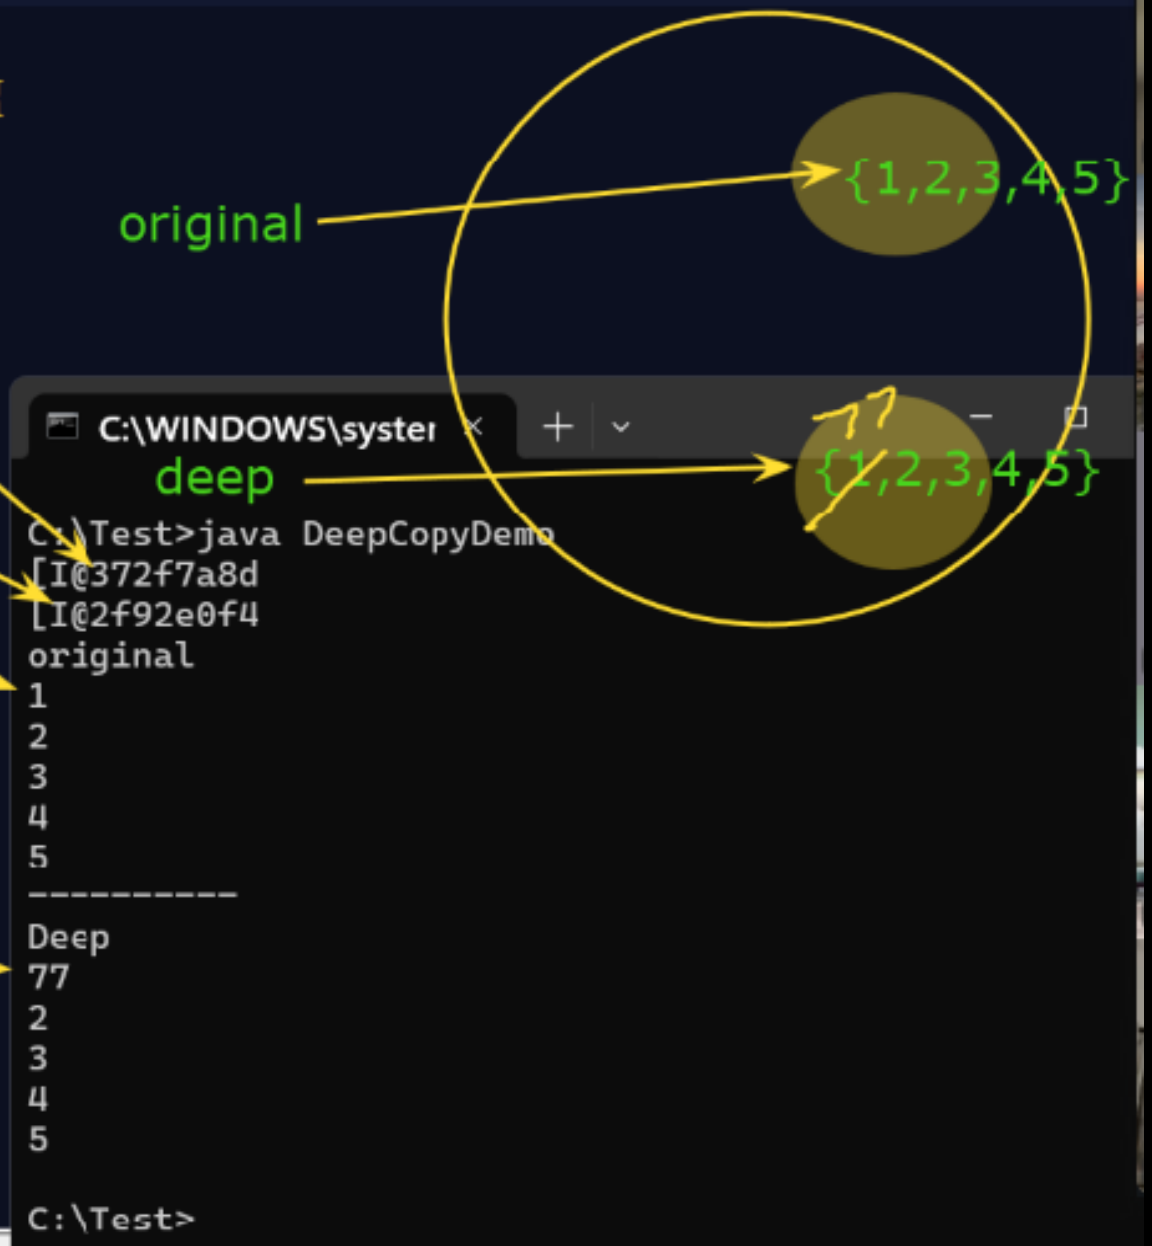 original
{1,2,3,4,5}
C:\WINDOWS\syster
77
deep
{1,2,3,4,5}
C:\Test>java DeepCopyDemo
[I@372f7a8d
[I@2f92e0f4
original
1
2
3
4
5
----------
Deep
77
2
3
4
5
C:\Test>